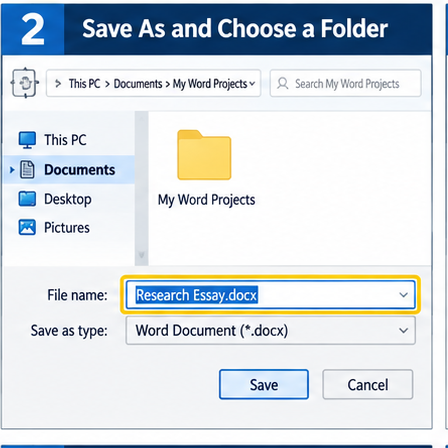 2 Save As and Choose a Folder
> This PC > Documents > My Word Projects
Search My Word Projects
This PC
Documents
Desktop
Pictures
My Word Projects
File name: Research Essay.docx
Save as type: Word Document (*.docx)
Save Cancel